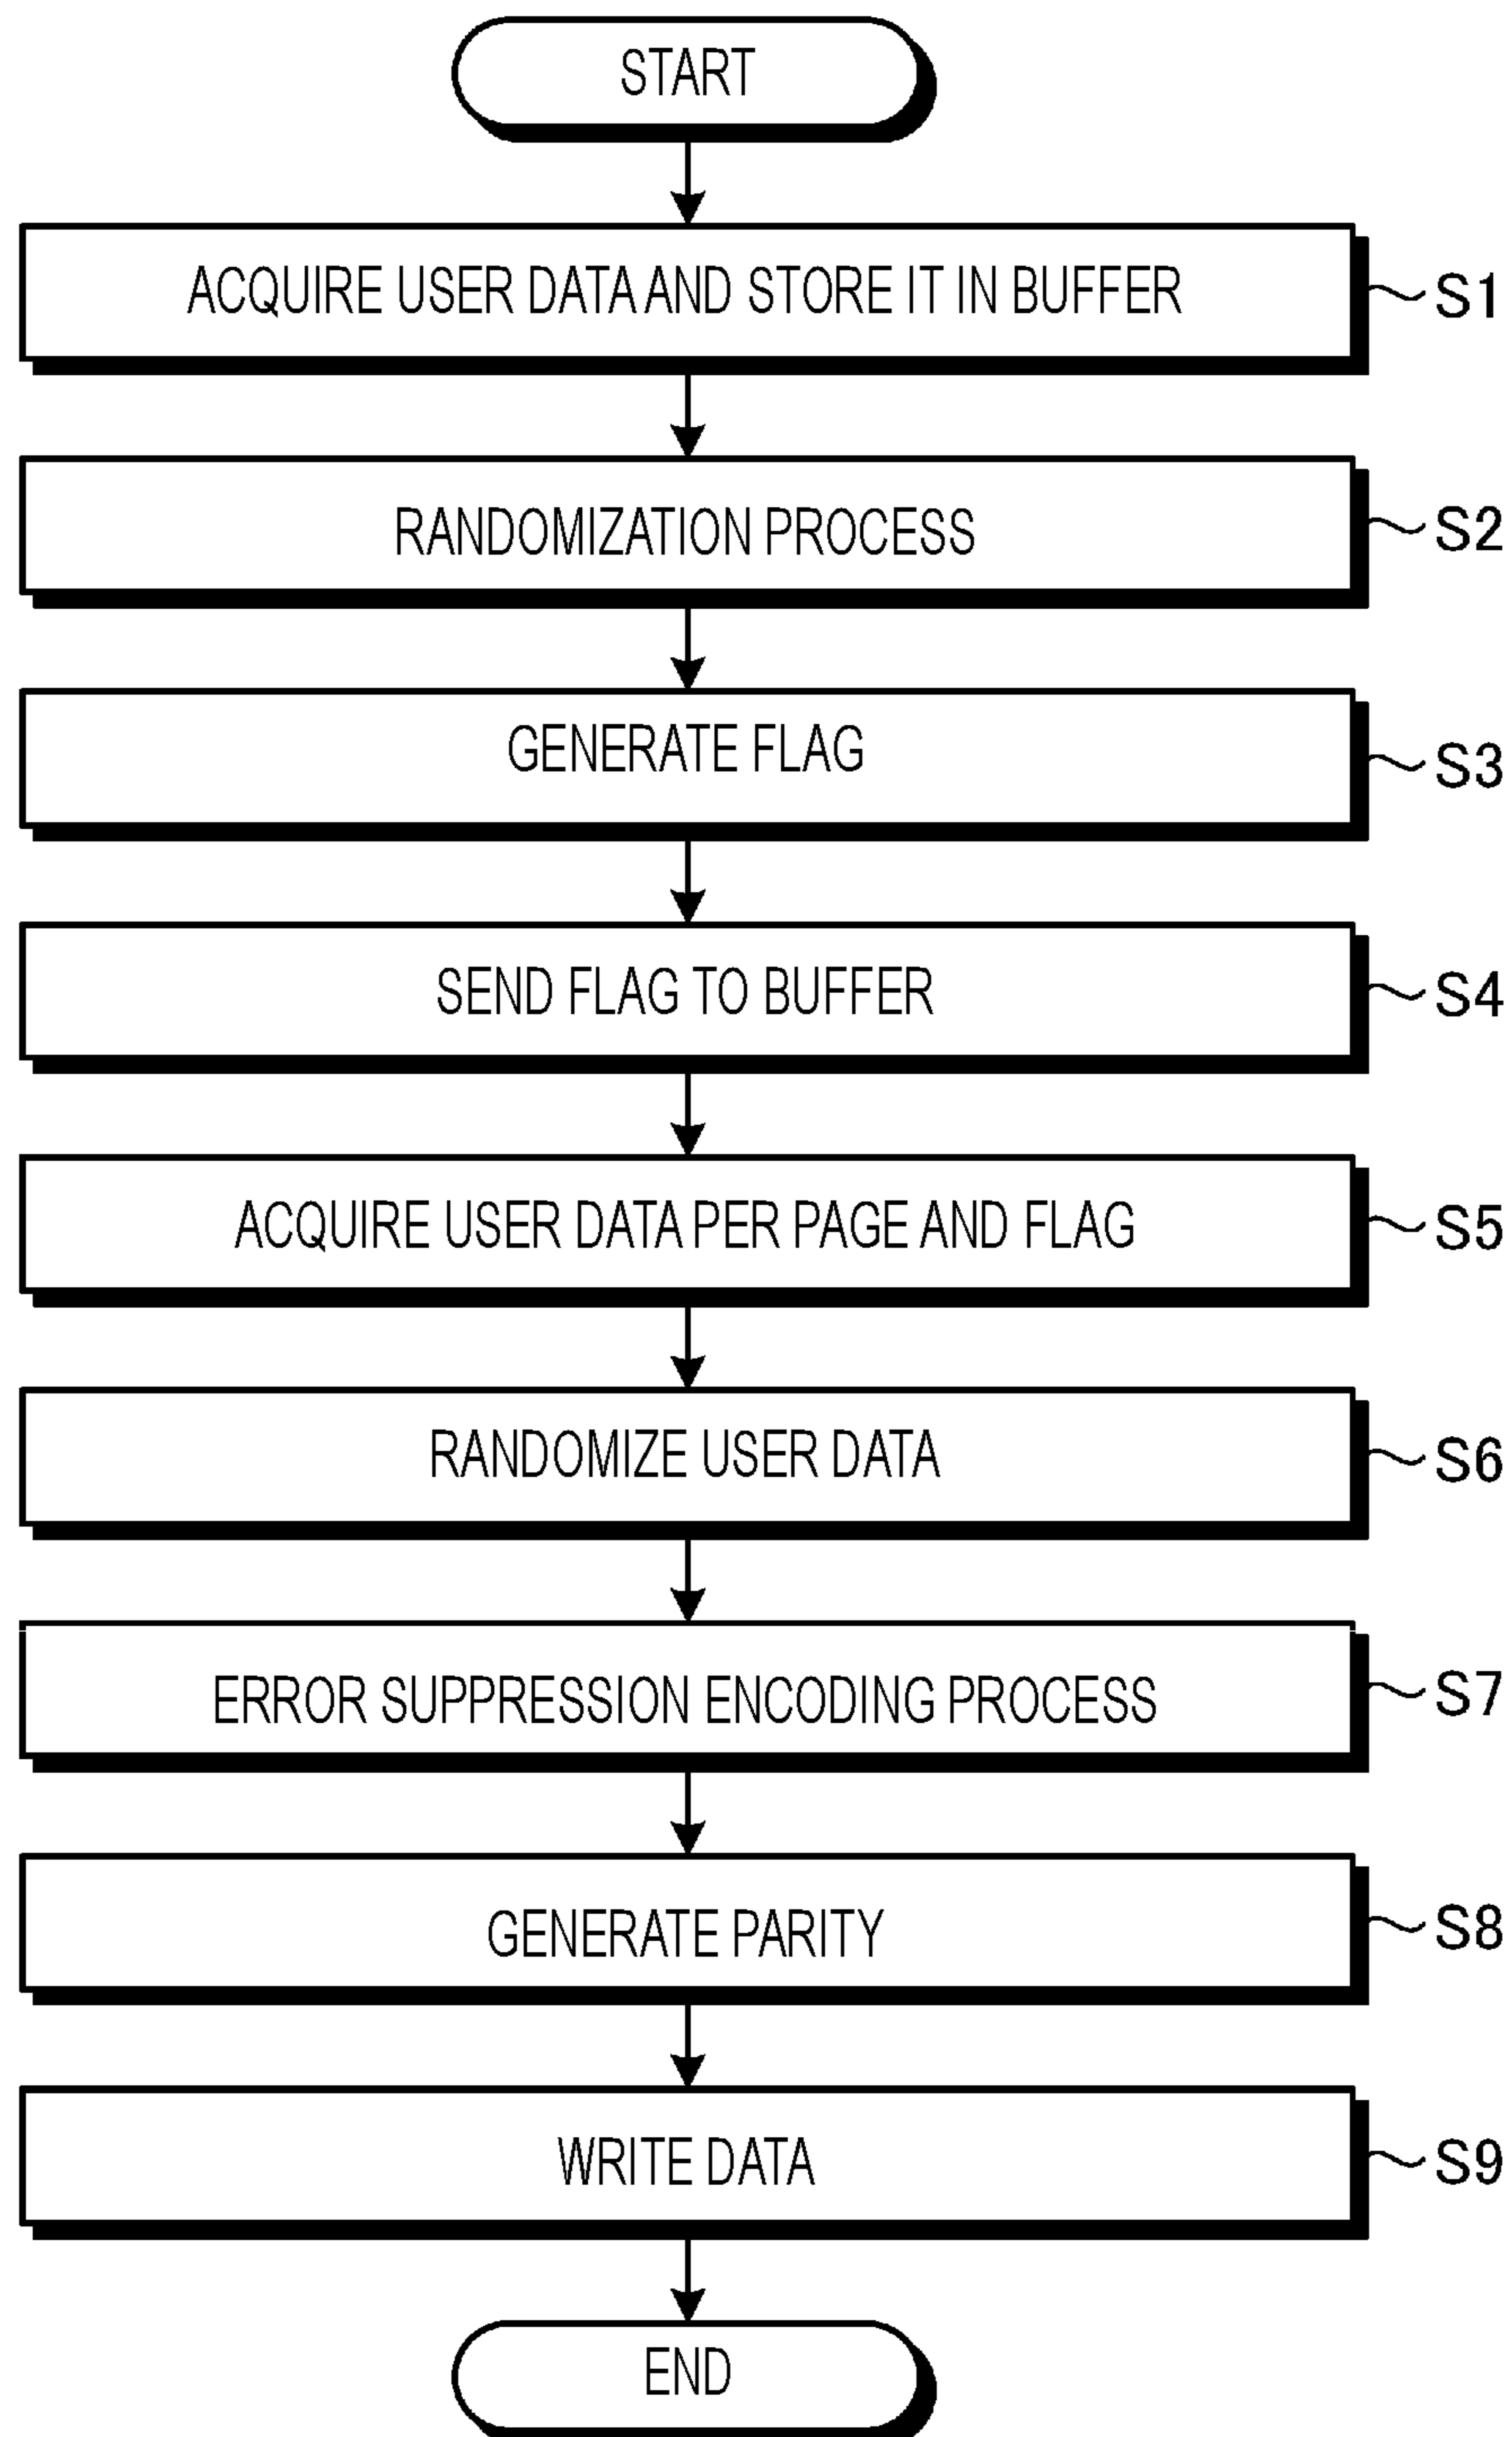 START
ACQUIRE USER DATA AND STORE IT IN BUFFER S1
RANDOMIZATION PROCESS S2
GENERATE FLAG S3
SEND FLAG TO BUFFER S4
ACQUIRE USER DATA PER PAGE AND FLAG S5
RANDOMIZE USER DATA S6
ERROR SUPPRESSION ENCODING PROCESS S7
GENERATE PARITY S8
WRITE DATA S9
END